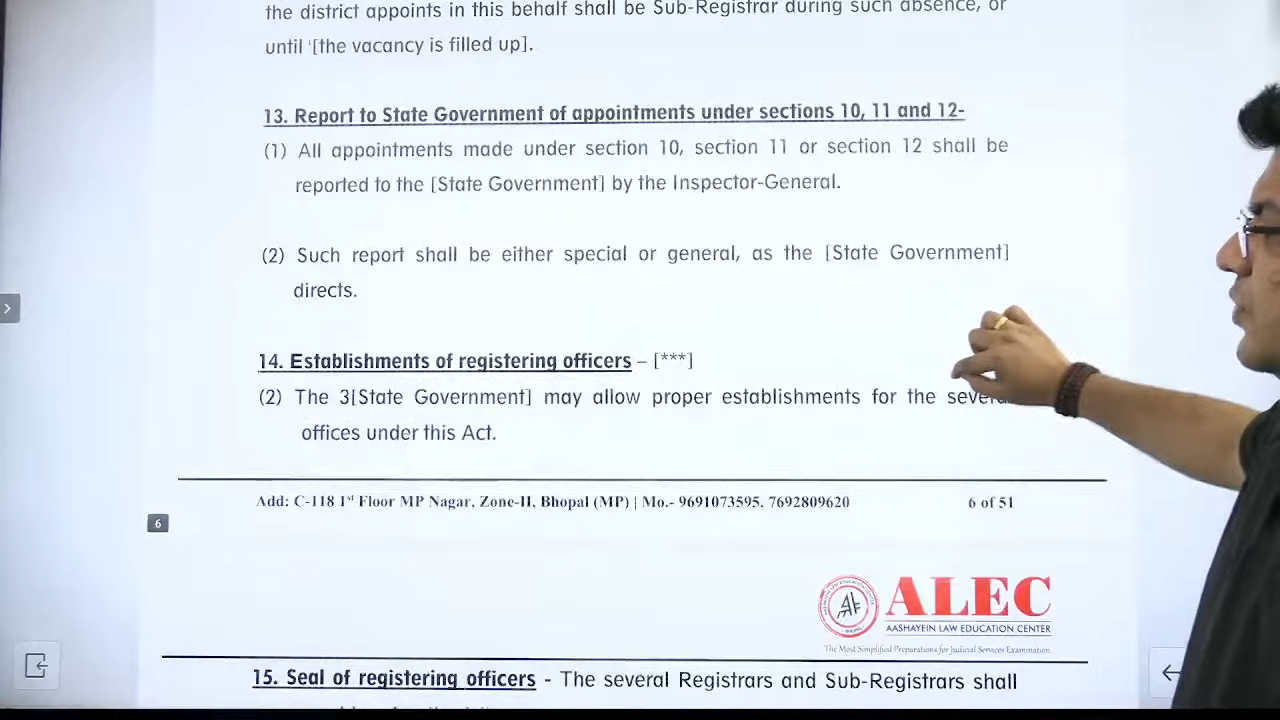 the district appoints in this behalf shall be Sub-Registrar during such absence, or
until '[the vacancy is filled up].
13. Report to State Government of appointments under sections 10, 11 and 12-
(1) All appointments made under section 10, section 11 or section 12 shall be
reported to the [State Government] by the Inspector-General.
(2) Such report shall be either special or general, as the [State Government]
directs.
14. Establishments of registering officers – [***]
(2) The 3[State Government] may allow proper establishments for the several
offices under this Act.
Add: C-118 1st Floor MP Nagar, Zone-II, Bhopal (MP) | Mo.- 9691073595, 7692809620
6 of 51
6
ALEC
AASHAYEIN LAW EDUCATION CENTER
The Most Simplified Preparations for Judicial Services Examination
15. Seal of registering officers - The several Registrars and Sub-Registrars shall